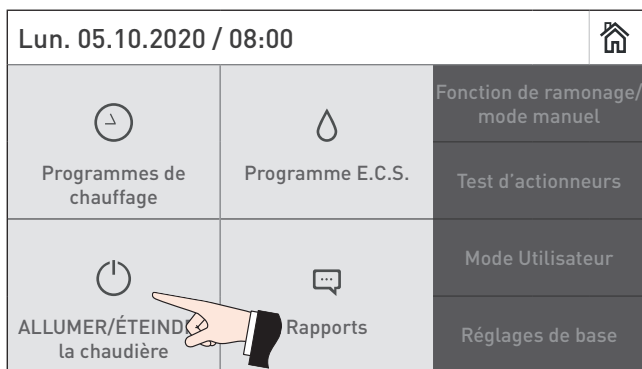 Lun. 05.10.2020 / 08:00
Programmes de
chauffage
Programme E.C.S.
ALLUMER/ÉTEIND
la chaudière
Rapports
Fonction de ramonage/
mode manuel
Test d'actionneurs
Mode Utilisateur
Réglages de base